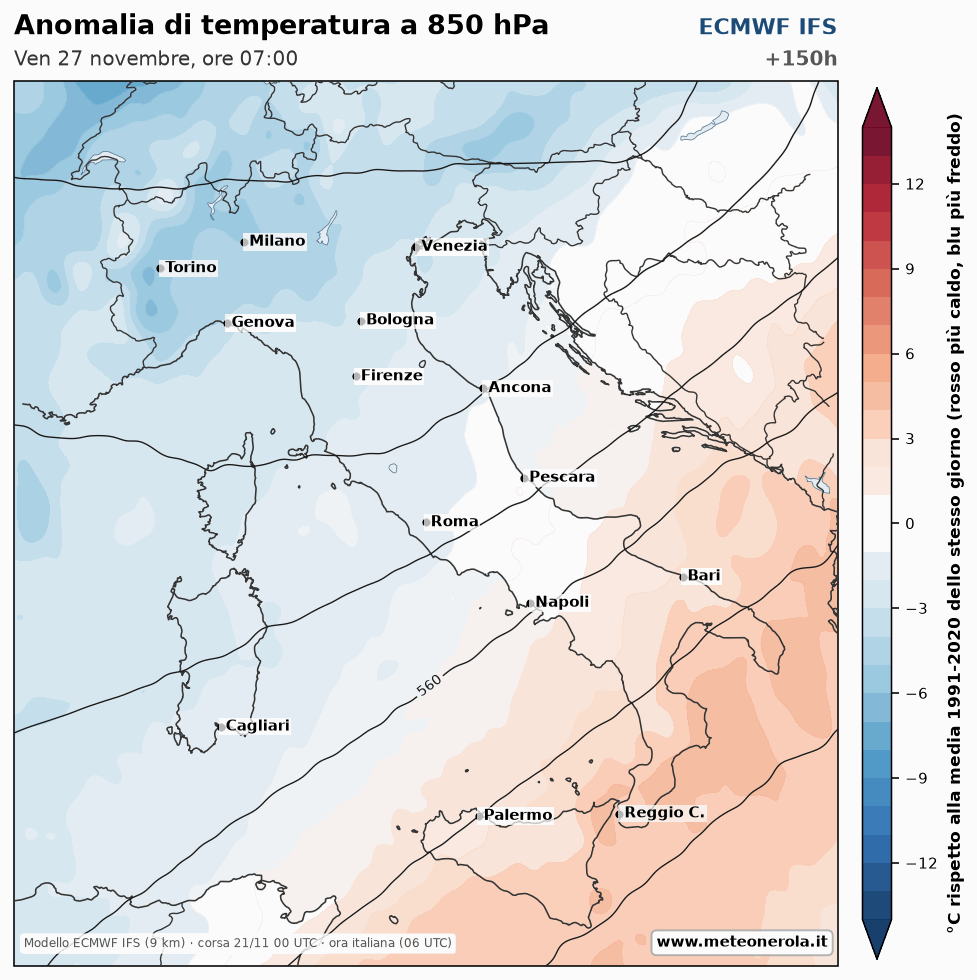 Anomalia di temperatura a 850 hPa
ECMWF IFS
Ven 27 novembre, ore 07:00
+150h
Milano
Venezia
Torino
Genova
Bologna
Firenze
Ancona
Pescara
Roma
Bari
Napoli
560
Cagliari
Palermo
Reggio C.
12
9
6
3
0
−3
−6
−9
−12
°C rispetto alla media 1991-2020 dello stesso giorno (rosso più caldo, blu più freddo)
Modello ECMWF IFS (9 km) · corsa 21/11 00 UTC · ora italiana (06 UTC)
www.meteonerola.it